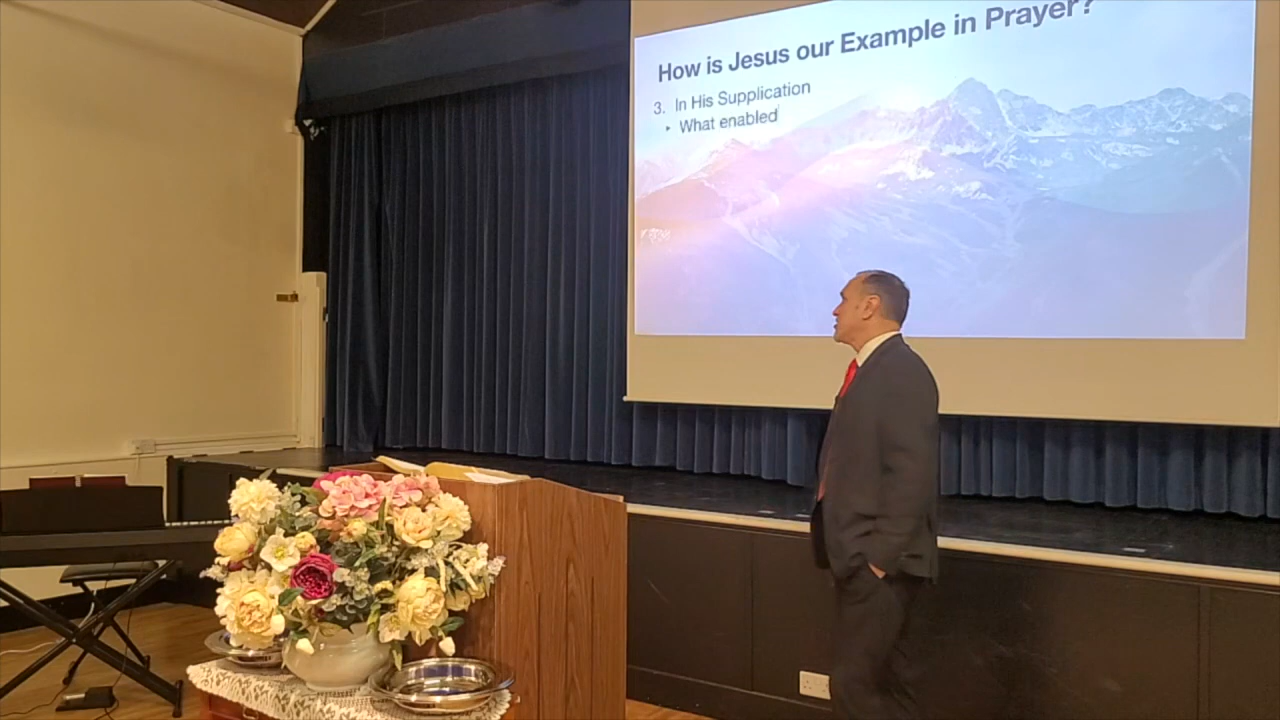 How is Jesus our Example in Prayer?
3. In His Supplication
‣ What enabled